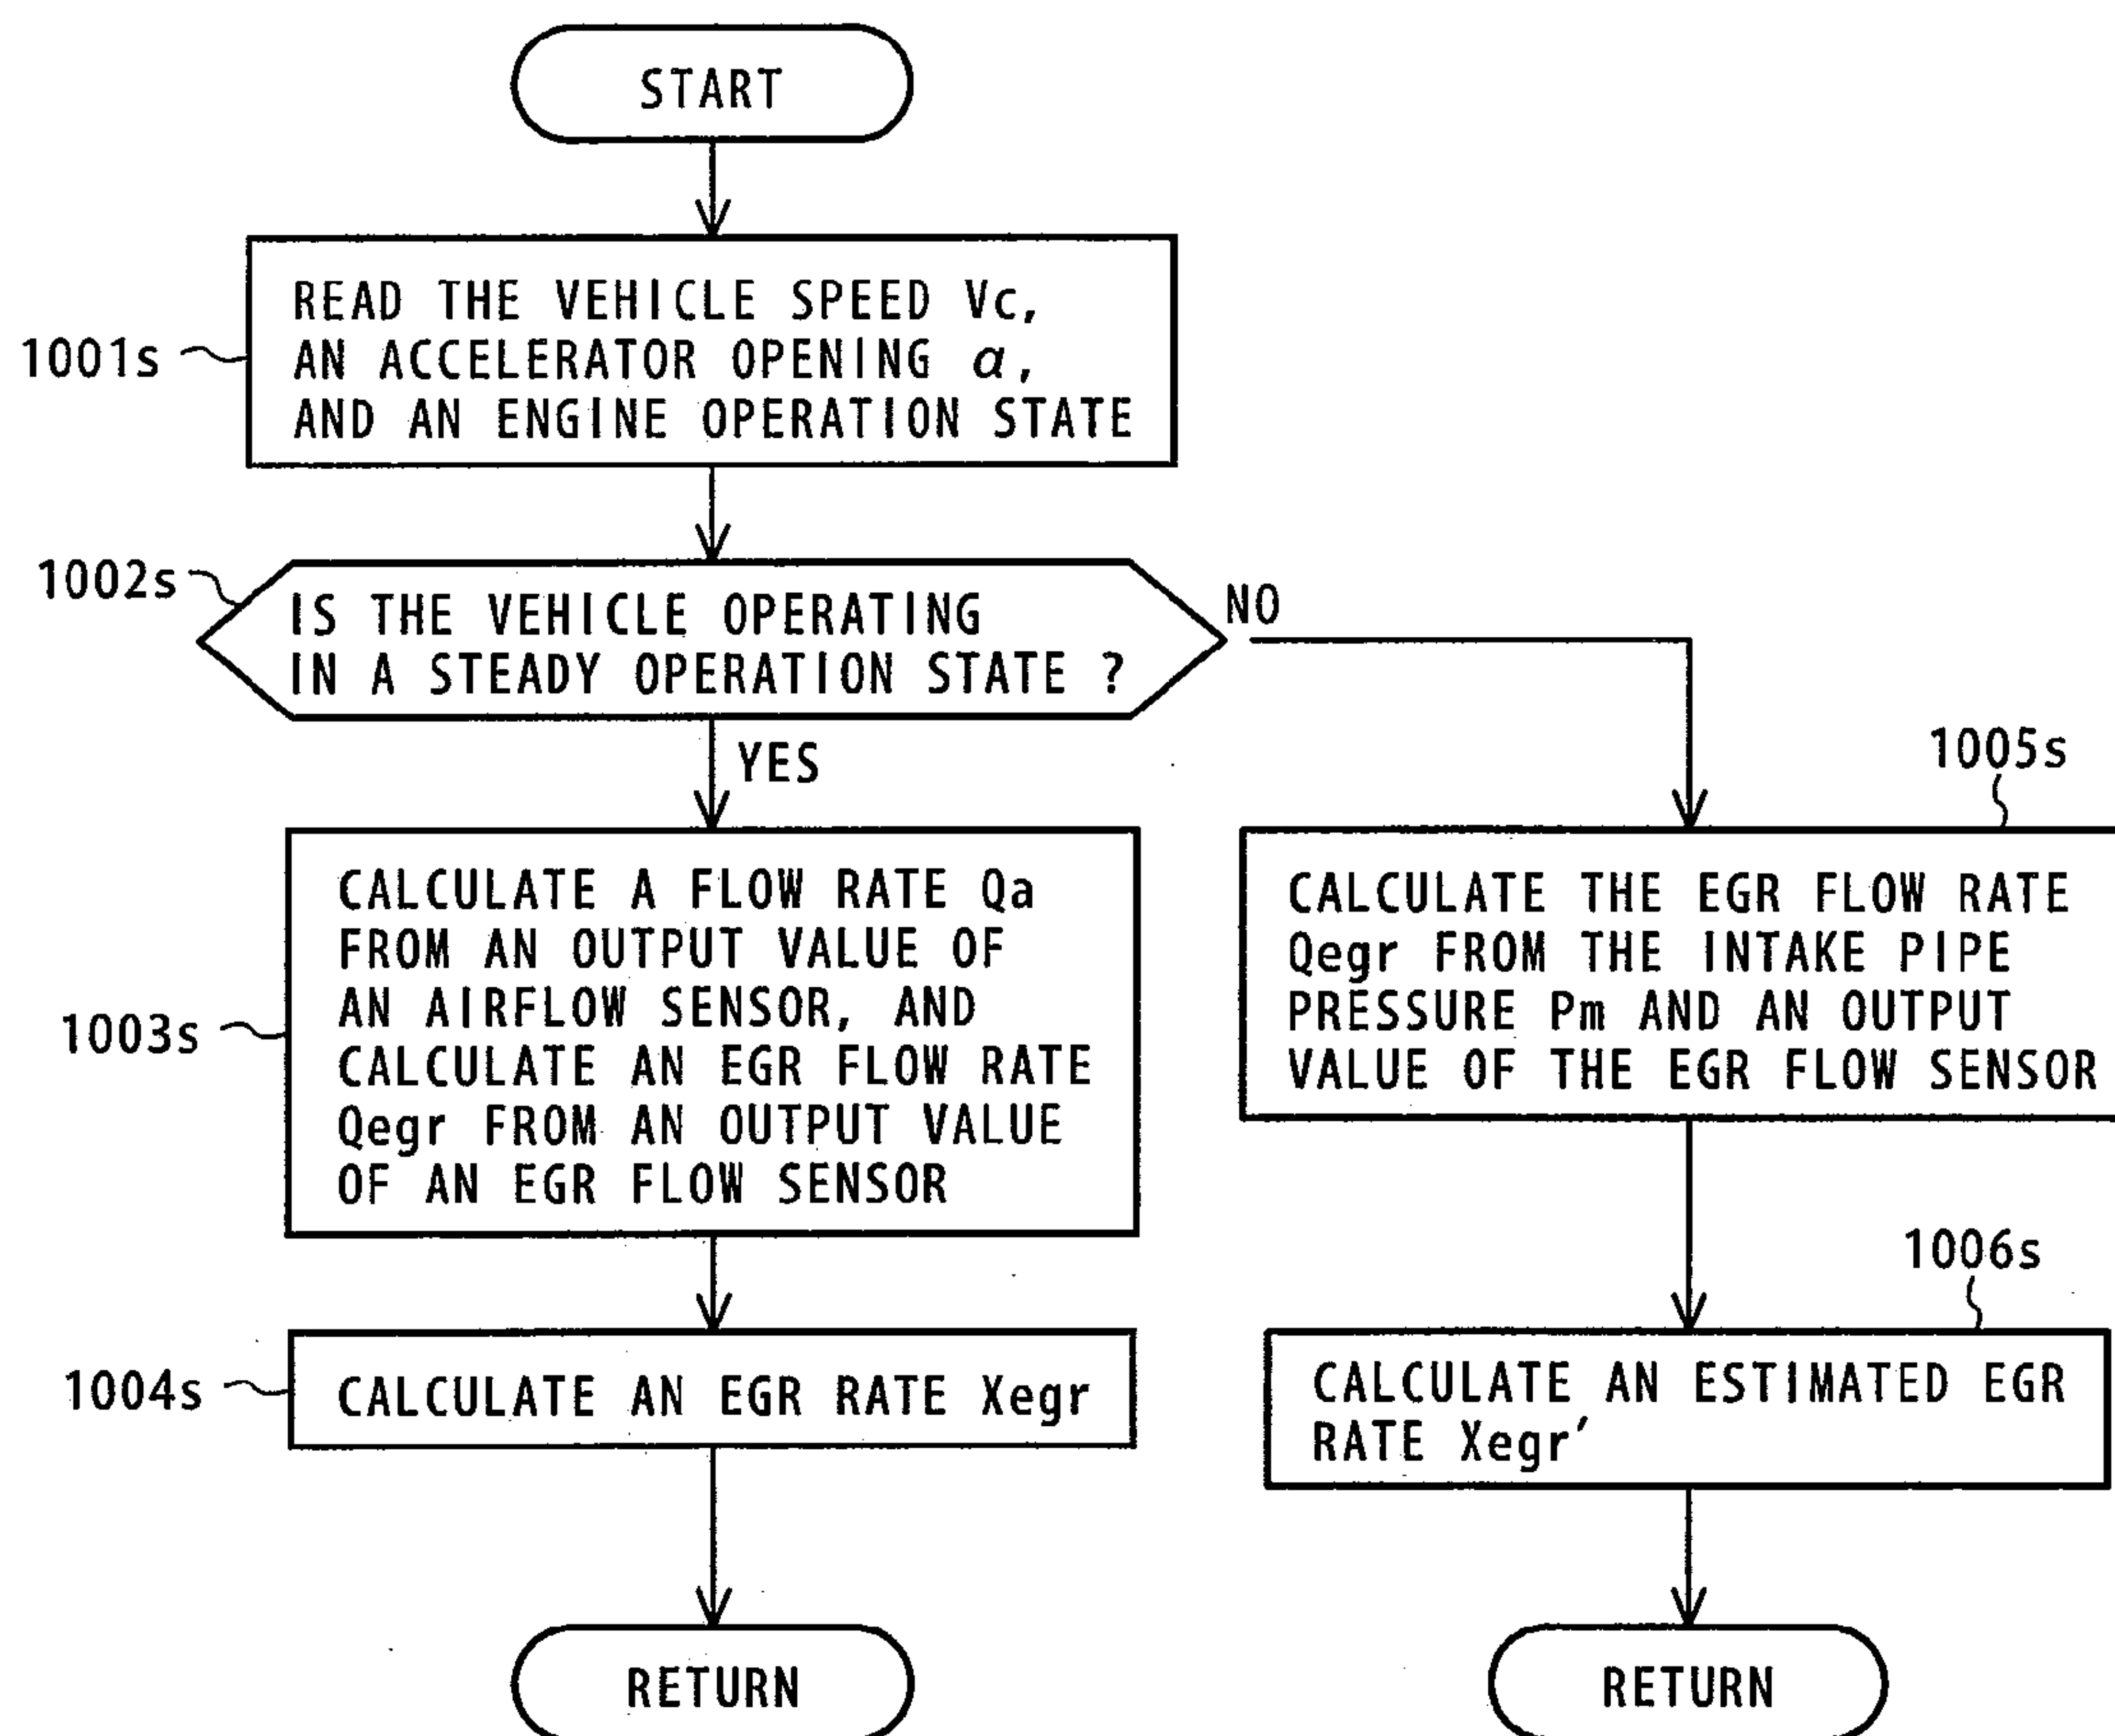 START
1001s
READ THE VEHICLE SPEED Vc,
AN ACCELERATOR OPENING α,
AND AN ENGINE OPERATION STATE
1002s
IS THE VEHICLE OPERATING
IN A STEADY OPERATION STATE ?
NO
YES
1003s
CALCULATE A FLOW RATE Qa
FROM AN OUTPUT VALUE OF
AN AIRFLOW SENSOR, AND
CALCULATE AN EGR FLOW RATE
Qegr FROM AN OUTPUT VALUE
OF AN EGR FLOW SENSOR
1004s
CALCULATE AN EGR RATE Xegr
RETURN
1005s
CALCULATE THE EGR FLOW RATE
Qegr FROM THE INTAKE PIPE
PRESSURE Pm AND AN OUTPUT
VALUE OF THE EGR FLOW SENSOR
1006s
CALCULATE AN ESTIMATED EGR
RATE Xegr′
RETURN